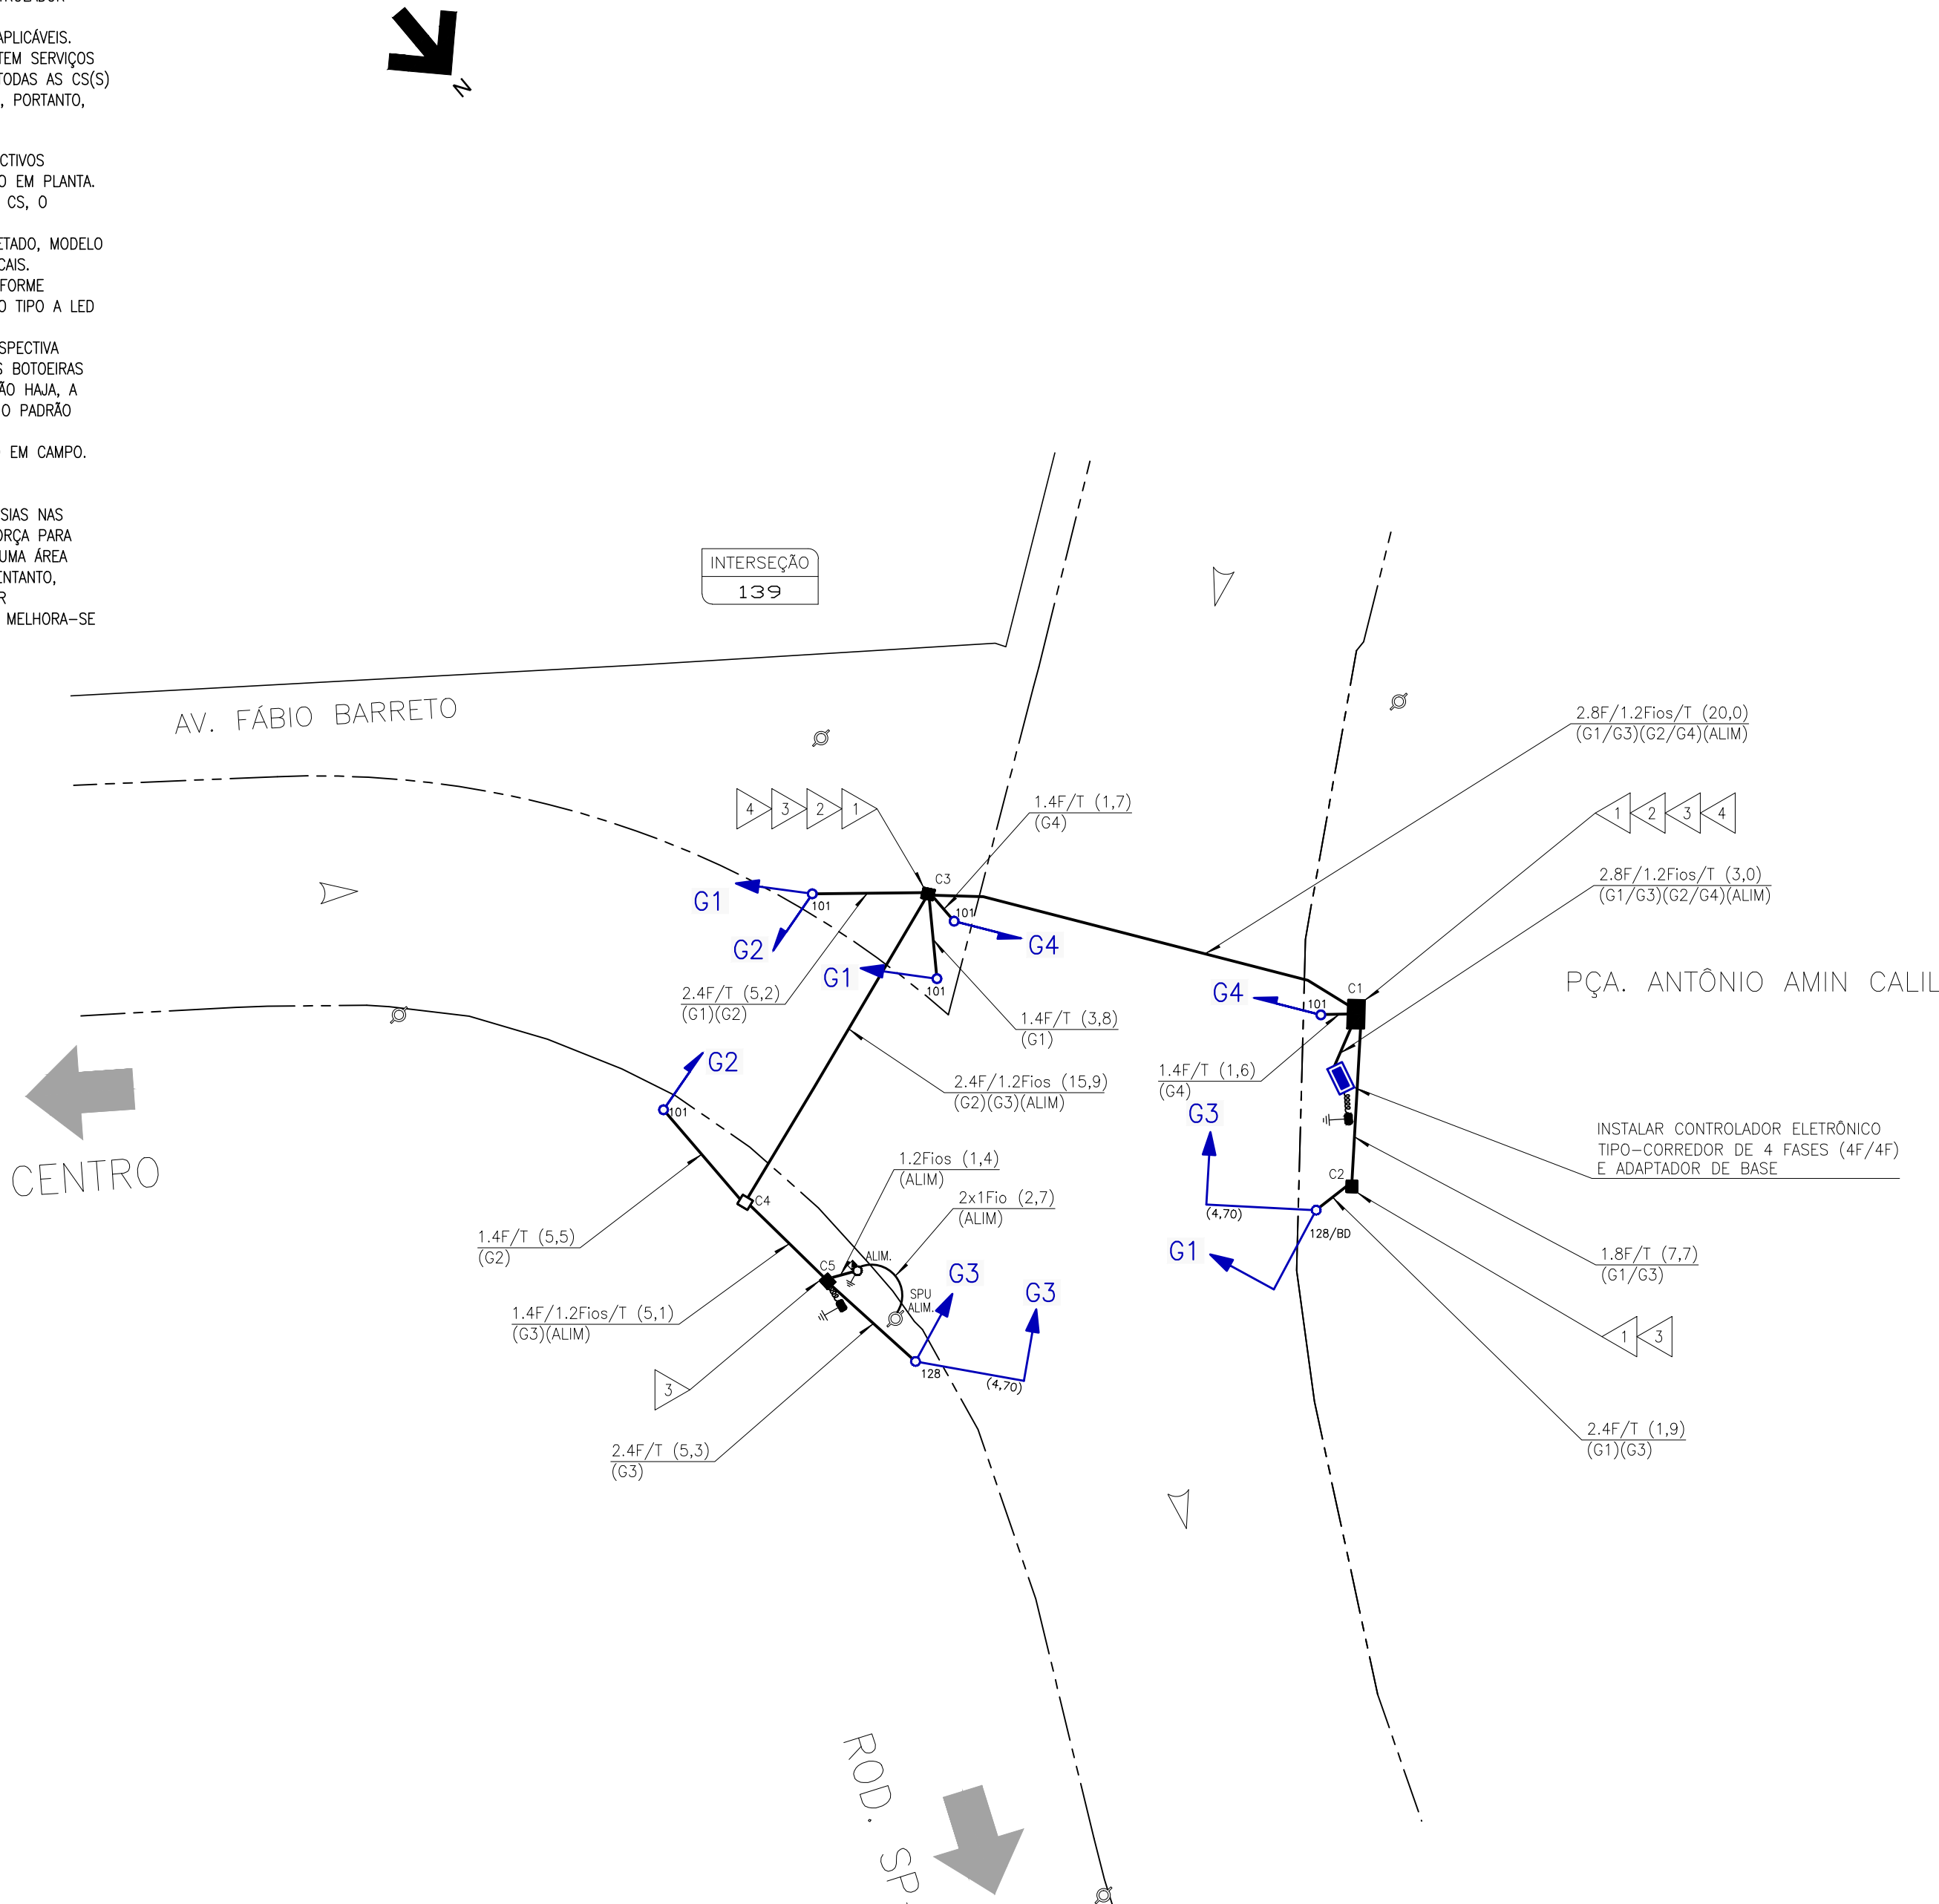 APLICÁVEIS.
TEM SERVIÇOS
TODAS AS CS(S)
, PORTANTO,
CTIVOS
O EM PLANTA.
CS, O
ETADO, MODELO
CAIS.
FORME
O TIPO A LED
SPECTIVA
S BOTOEIRAS
ÃO HAJA, A
O PADRÃO
EM CAMPO.
SIAS NAS
ORÇA PARA
UMA ÁREA
ENTANTO,
R
MELHORA-SE
N
INTERSEÇÃO
139
AV. FÁBIO BARRETO
2.8F/1.2Fios/T (20,0)
(G1/G3)(G2/G4)(ALIM)
4 3 2 1
1.4F/T (1,7)
(G4)
1 2 3 4
2.8F/1.2Fios/T (3,0)
(G1/G3)(G2/G4)(ALIM)
C3
G1
101
101
G2
G4
G1
101
2.4F/T (5,2)
(G1)(G2)
1.4F/T (3,8)
(G1)
PÇA. ANTÔNIO AMIN CALIL
C1
G4
101
1.4F/T (1,6)
(G4)
G2
101
2.4F/1.2Fios (15,9)
(G2)(G3)(ALIM)
G3
INSTALAR CONTROLADOR ELETRÔNICO
TIPO-CORREDOR DE 4 FASES (4F/4F)
E ADAPTADOR DE BASE
CENTRO
C4
1.2Fios (1,4)
(ALIM)
2x1Fio (2,7)
(ALIM)
C2
(4,70)
128/BD
G1
1.4F/T (5,5)
(G2)
C5
ALIM.
SPU
ALIM.
G3
G3
1.8F/T (7,7)
(G1/G3)
1.4F/1.2Fios/T (5,1)
(G3)(ALIM)
1 3
128
(4,70)
3
2.4F/T (5,3)
(G3)
2.4F/T (1,9)
(G1)(G3)
ROD. SP-